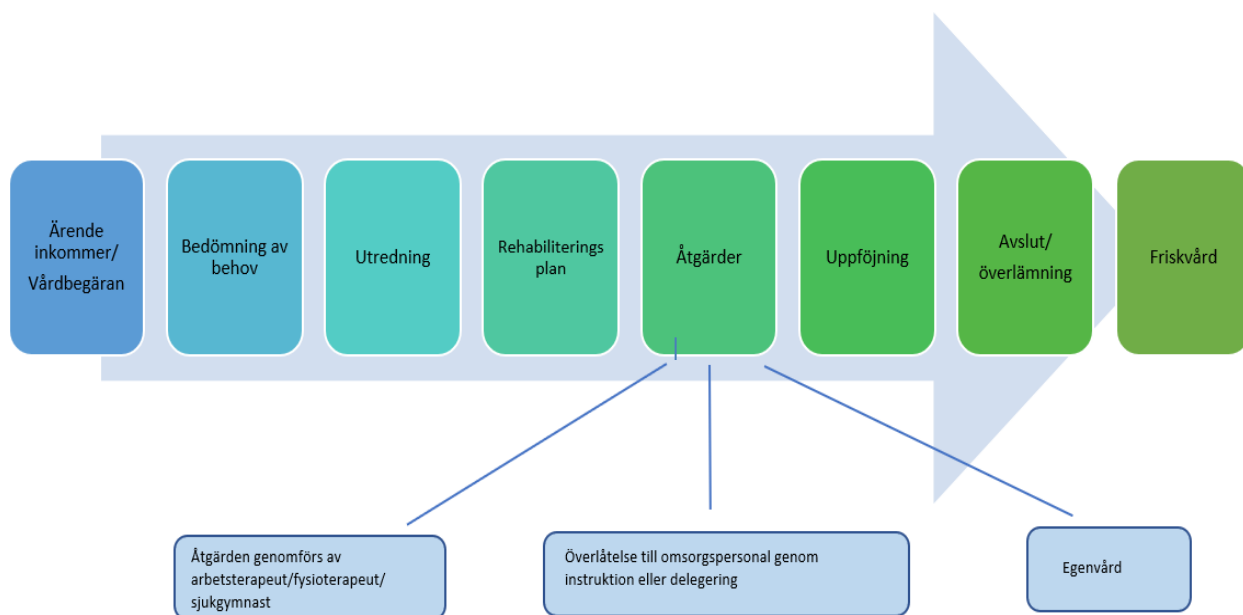 Ärende
inkommer/
Vårdbegäran
Bedömning av
behov
Utredning
Rehabiliterings
plan
Åtgärder
Uppföjning
Avslut/
överlämning
Friskvård
Åtgärden genomförs av
arbetsterapeut/fysioterapeut/
sjukgymnast
Överlåtelse till omsorgspersonal genom
instruktion eller delegering
Egenvård